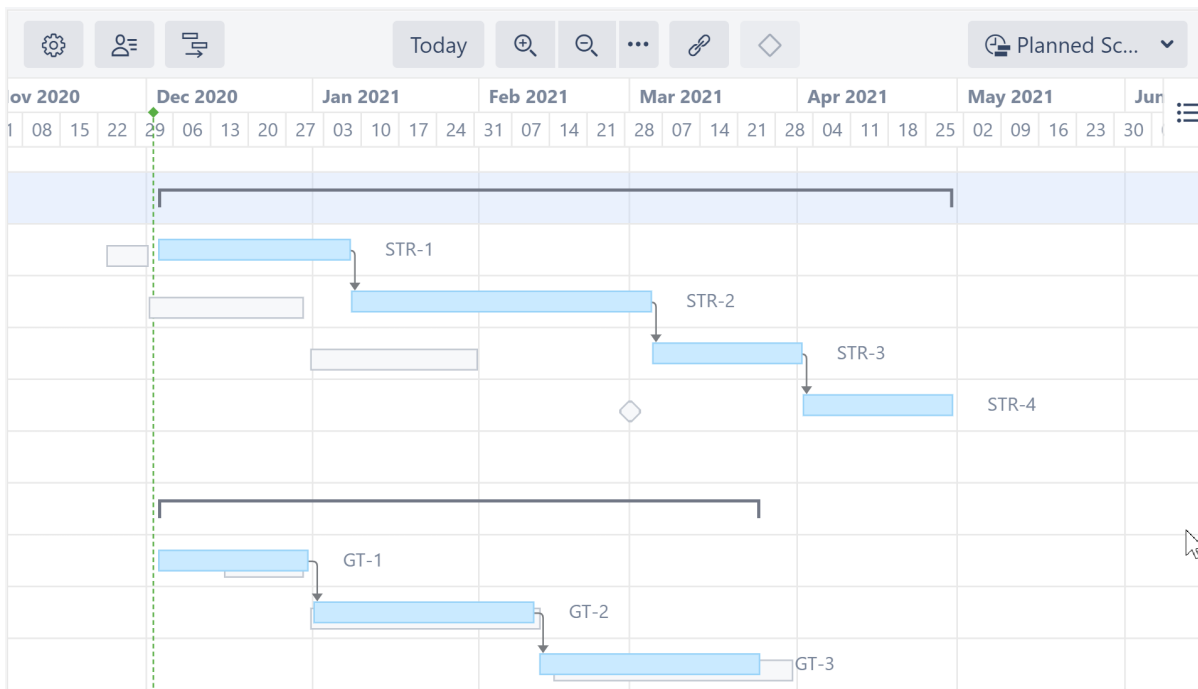 Today ••• Planned Sc...
ov 2020 Dec 2020 Jan 2021 Feb 2021 Mar 2021 Apr 2021 May 2021 Jun
1 08 15 22 29 06 13 20 27 03 10 17 24 31 07 14 21 28 07 14 21 28 04 11 18 25 02 09 16 23 30
STR-1
STR-2
STR-3
STR-4
GT-1
GT-2
GT-3